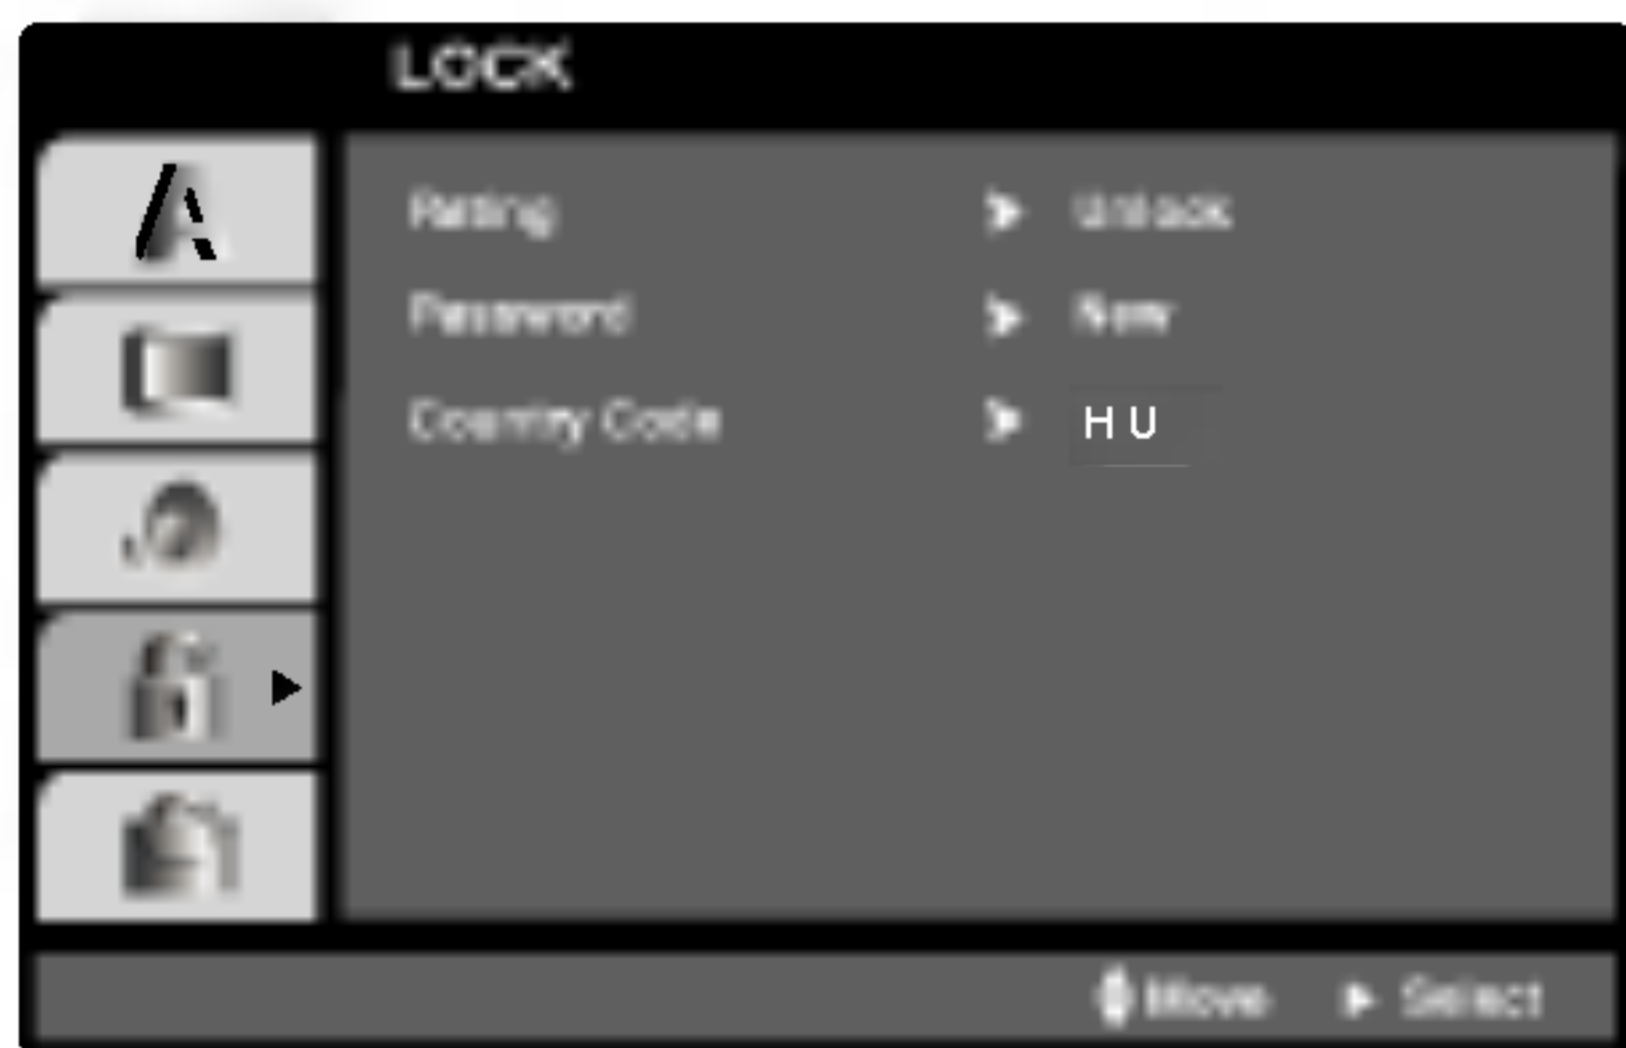 LOCK
Rating Unlock
Password New
Country Code H U
Move Select